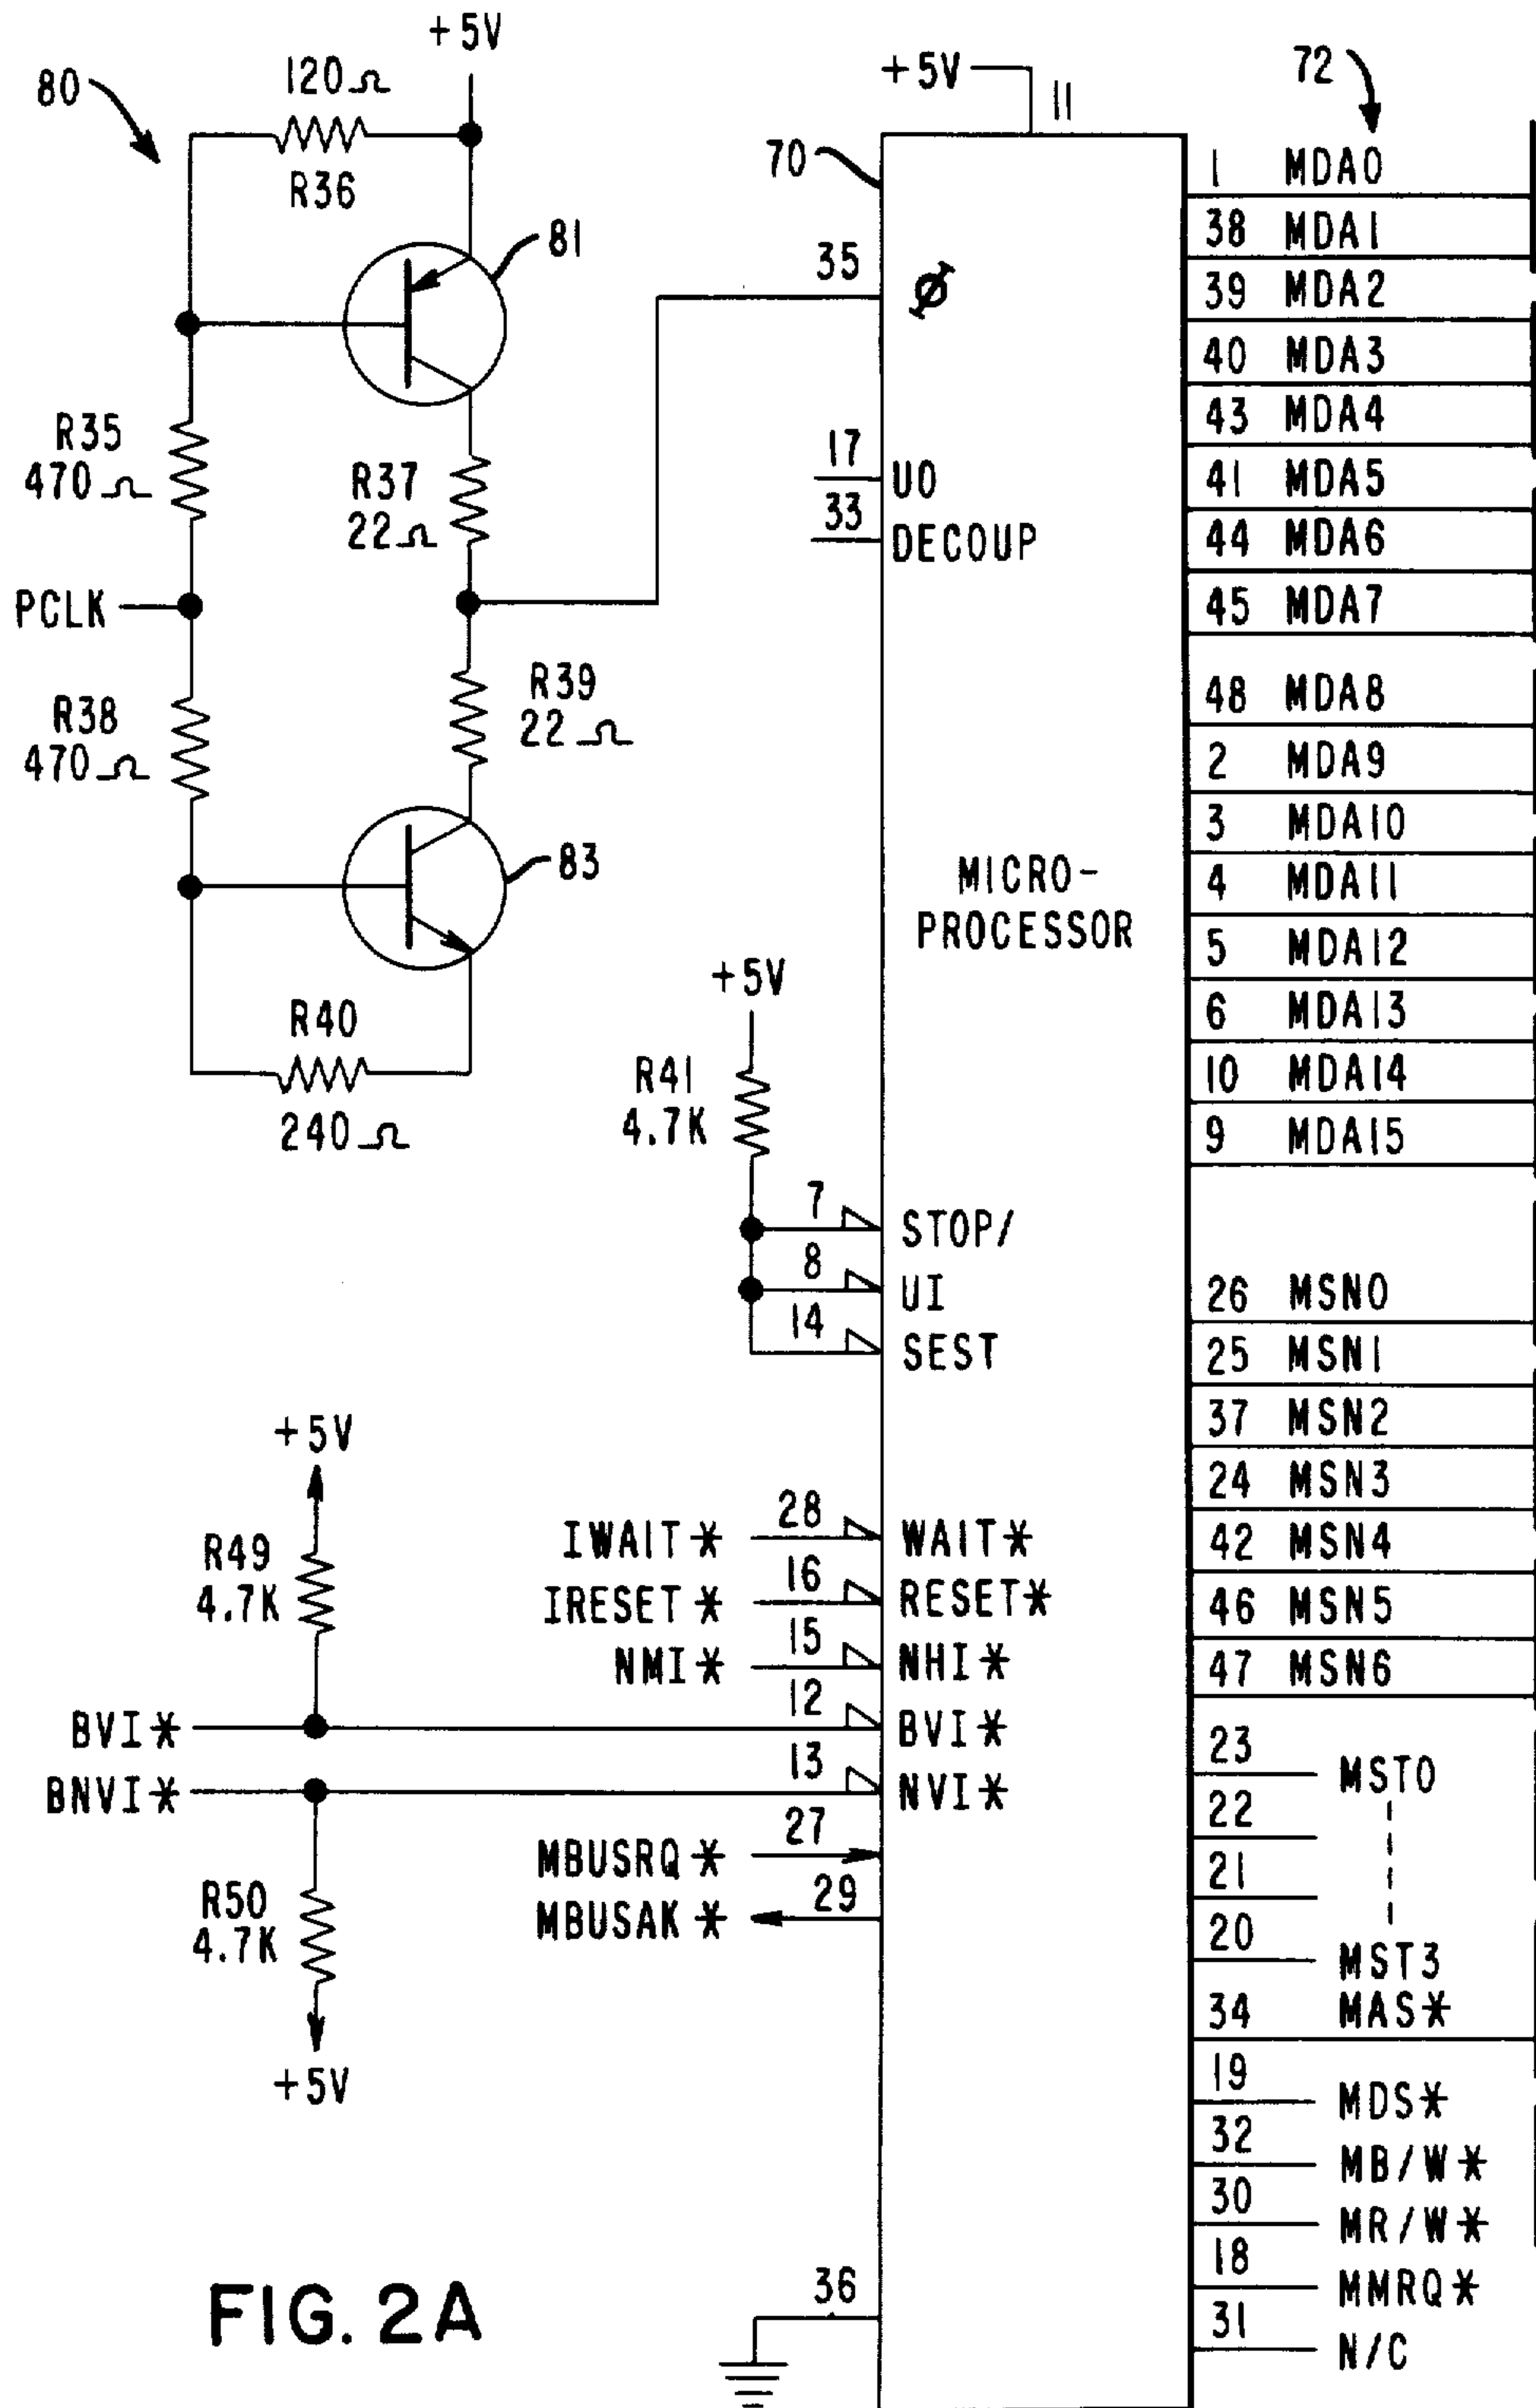 80
+5V
120Ω
R36
81
R35
470Ω
R37
22Ω
PCLK
R38
470Ω
R39
22Ω
83
R40
240Ω
+5V
11
70
72
35
φ
17
UO
33
DECOUP
MICRO-
PROCESSOR
+5V
R41
4.7K
7 STOP/
8 UI
14 SEST
+5V
R49
4.7K
IWAIT* 28 WAIT*
IRESET* 16 RESET*
NMI* 15 NHI*
BVI* 12 BVI*
BNVI* 13 NVI*
MBUSRQ* 27
MBUSAK* 29
R50
4.7K
+5V
36
1 MDA0
38 MDA1
39 MDA2
40 MDA3
43 MDA4
41 MDA5
44 MDA6
45 MDA7
48 MDA8
2 MDA9
3 MDA10
4 MDA11
5 MDA12
6 MDA13
10 MDA14
9 MDA15
26 MSN0
25 MSN1
37 MSN2
24 MSN3
42 MSN4
46 MSN5
47 MSN6
23 MST0
22
21
20 MST3
34 MAS*
19 MDS*
32 MB/W*
30 MR/W*
18 MMRQ*
31 N/C
FIG. 2A